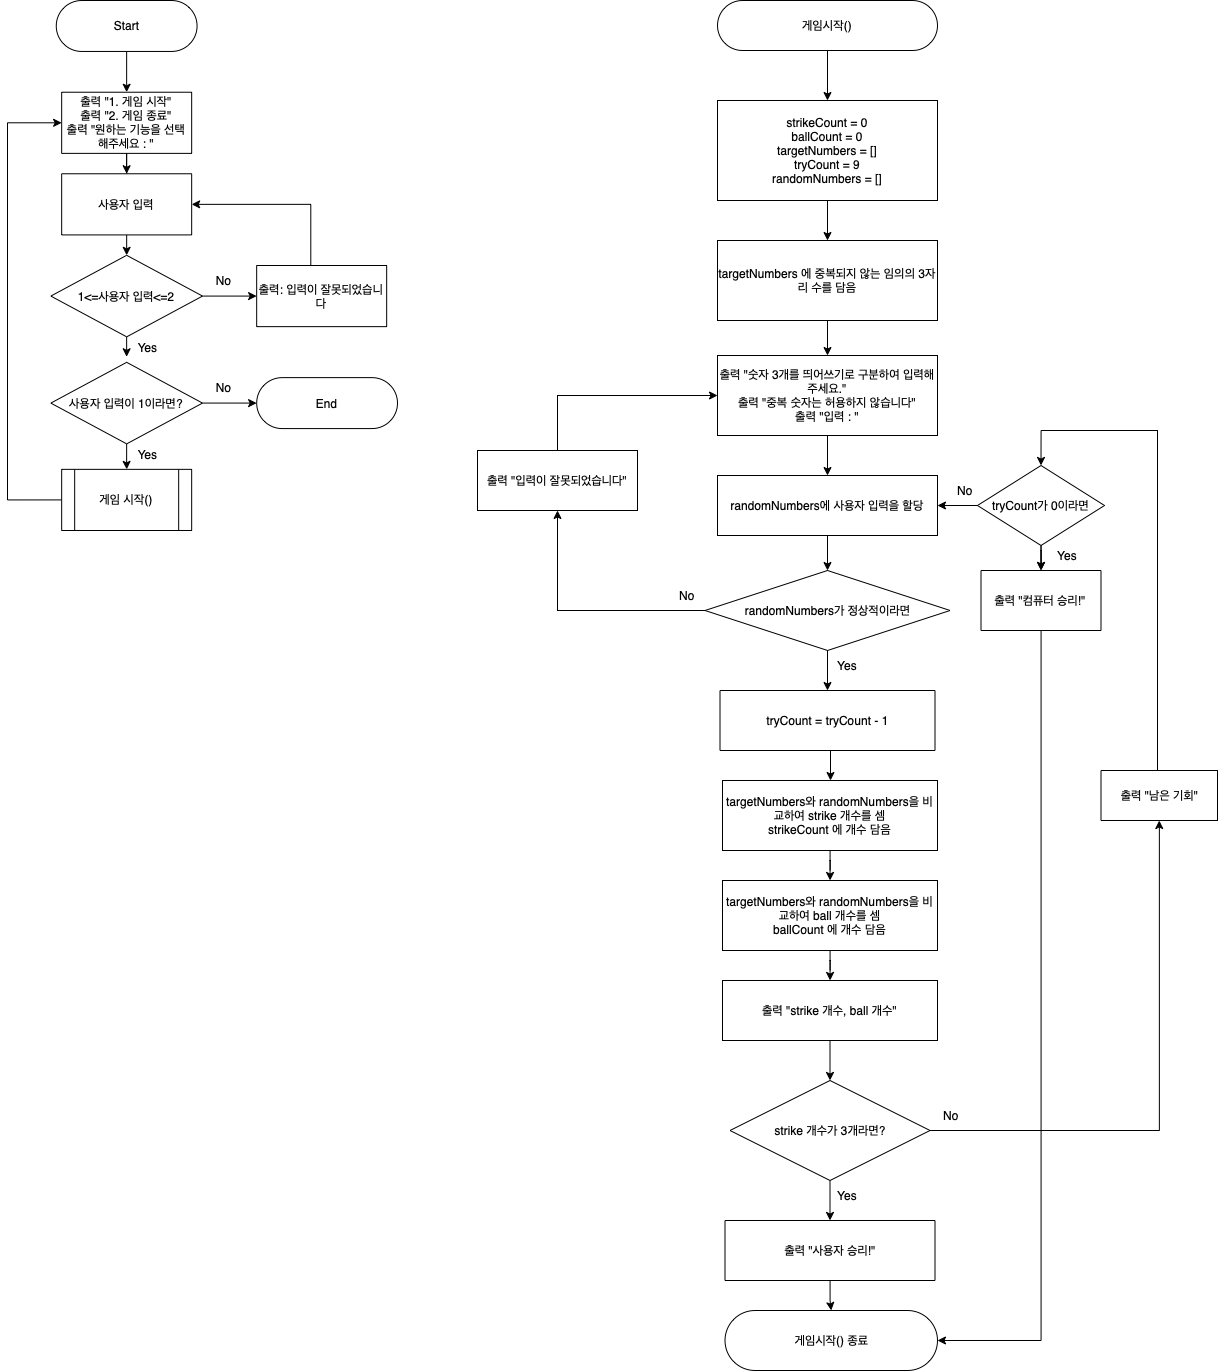 Start
출력 "1. 게임 시작"
출력 "2. 게임 종료"
출력 "원하는 기능을 선택
해주세요 : "
사용자 입력
1<=사용자 입력<=2
No
출력: 입력이 잘못되었습니
다
Yes
사용자 입력이 1이라면?
No
End
Yes
게임 시작()
게임시작()
strikeCount = 0
ballCount = 0
targetNumbers = []
tryCount = 9
randomNumbers = []
targetNumbers 에 중복되지 않는 임의의 3자
리 수를 담음
출력 "숫자 3개를 띄어쓰기로 구분하여 입력해
주세요."
출력 "중복 숫자는 허용하지 않습니다"
출력 "입력 : "
출력 "입력이 잘못되었습니다"
randomNumbers에 사용자 입력을 할당
No
tryCount가 0이라면
Yes
출력 "컴퓨터 승리!"
No
randomNumbers가 정상적이라면
Yes
tryCount = tryCount - 1
targetNumbers와 randomNumbers을 비
교하여 strike 개수를 셈
strikeCount 에 개수 담음
출력 "남은 기회"
targetNumbers와 randomNumbers을 비
교하여 ball 개수를 셈
ballCount 에 개수 담음
출력 "strike 개수, ball 개수"
strike 개수가 3개라면?
No
Yes
출력 "사용자 승리!"
게임시작() 종료